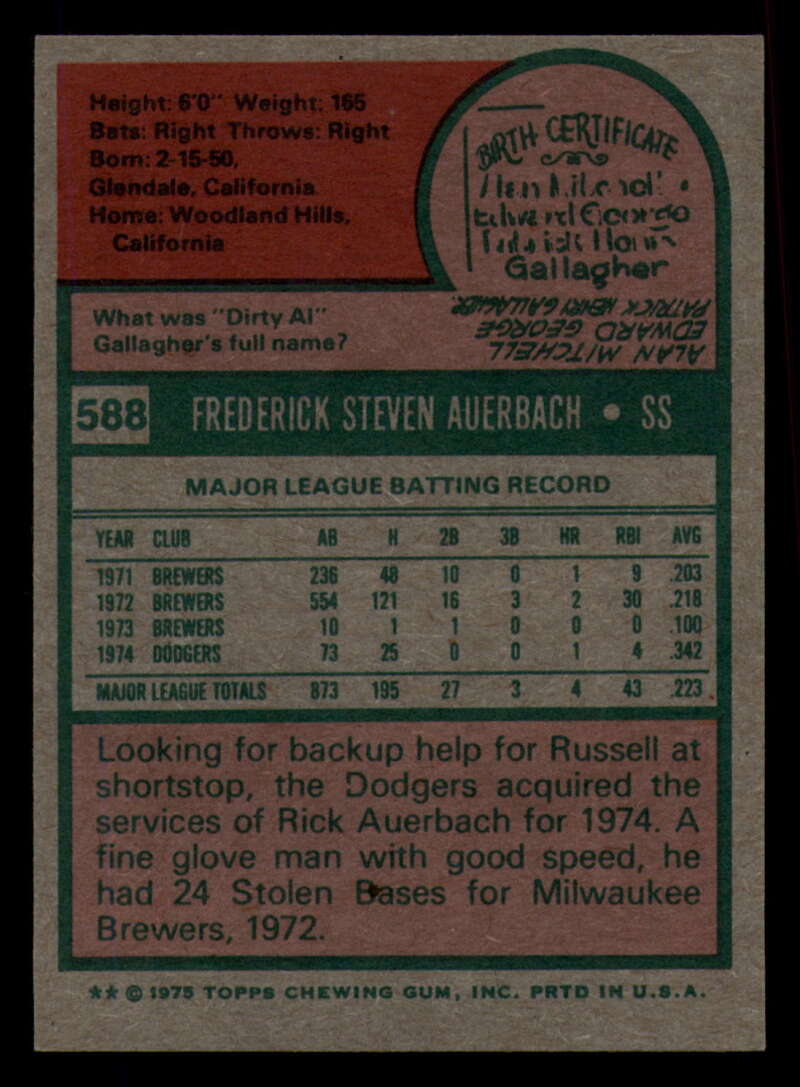 Height: 6'0" Weight: 165
Bats: Right Throws: Right
Born: 2-15-50,
Glendale, California
Home: Woodland Hills,
California
BIRTH CERTIFICATE
Gallagher
What was "Dirty Al"
Gallagher's full name?
ALAN MITCHELL
EDWARD GEORGE
PATRICK HENRY GALLAGHER.
588 FREDERICK STEVEN AUERBACH • SS
MAJOR LEAGUE BATTING RECORD
YEAR CLUB AB H 2B 3B HR RBI AVG
1971 BREWERS 236 48 10 0 1 9 .203
1972 BREWERS 554 121 16 3 2 30 .218
1973 BREWERS 10 1 1 0 0 0 .100
1974 DODGERS 73 25 0 0 1 4 .342
MAJOR LEAGUE TOTALS 873 195 27 3 4 43 .223
Looking for backup help for Russell at
shortstop, the Dodgers acquired the
services of Rick Auerbach for 1974. A
fine glove man with good speed, he
had 24 Stolen Bases for Milwaukee
Brewers, 1972.
** © 1975 TOPPS CHEWING GUM, INC. PRTD IN U.S.A.